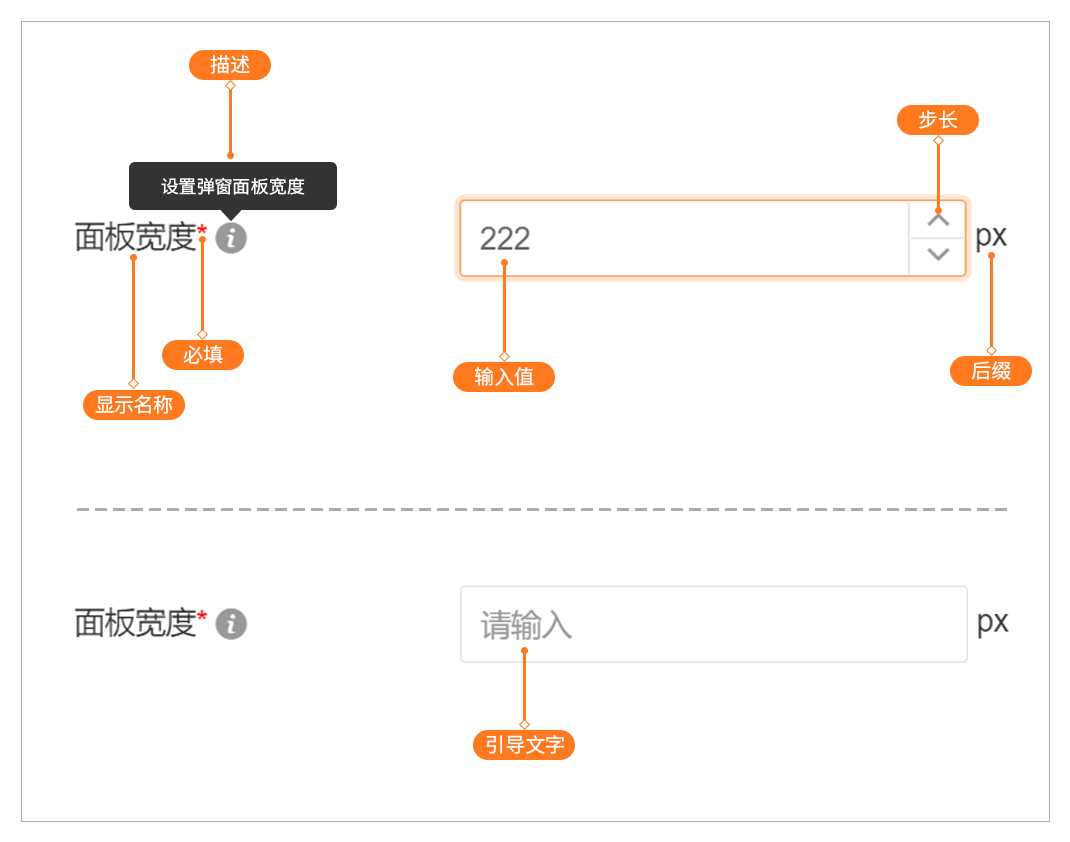 描述
步长
设置弹窗面板宽度
面板宽度* i
222
px
必填
输入值
后缀
显示名称
面板宽度* i
请输入
px
引导文字